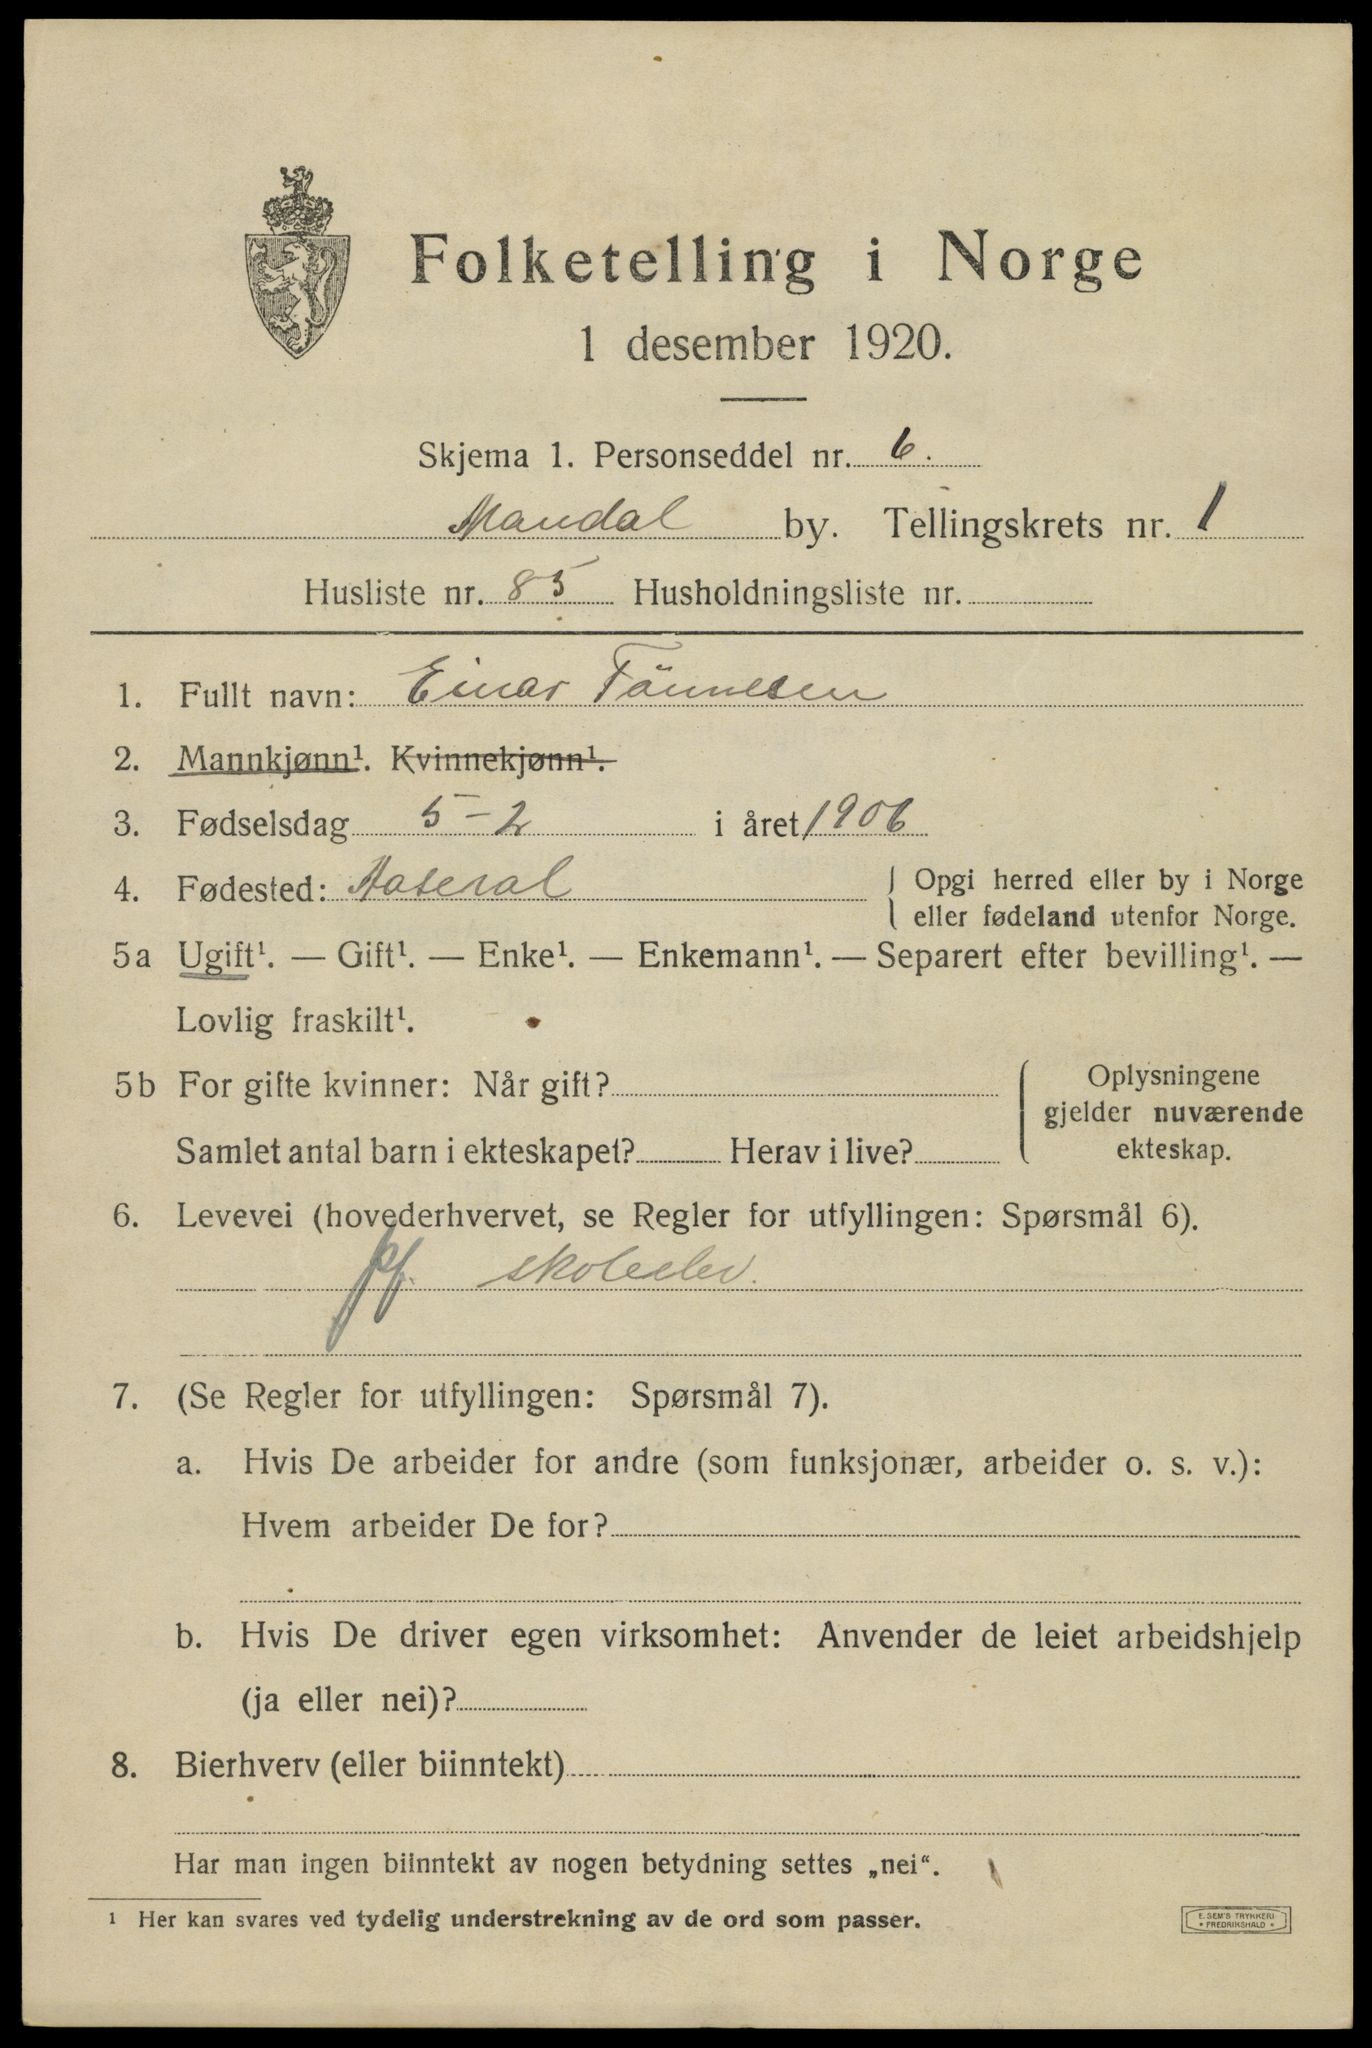 Folketelling i Norge
1 desember 1920.
Skjema 1. Personseddel nr. 6.
Mandal by. Tellingskrets nr. 1
Husliste nr. 85 Husholdningsliste nr.
1. Fullt navn: Einar Tönnesen
2. Mannkjønn¹. Kvinnekjønn¹.
3. Fødselsdag 5-2 i året 1906
4. Fødested: Aaseral { Opgi herred eller by i Norge
eller fødeland utenfor Norge.
5a Ugift¹. — Gift¹. — Enke¹. — Enkemann¹. — Separert efter bevilling¹. —
Lovlig fraskilt¹.
5b For gifte kvinner: Når gift?
Samlet antal barn i ekteskapet? Herav i live?
Oplysningene
gjelder nuværende
ekteskap.
6. Levevei (hovederhvervet, se Regler for utfyllingen: Spørsmål 6).
pf. skoleelev.
7. (Se Regler for utfyllingen: Spørsmål 7).
a. Hvis De arbeider for andre (som funksjonær, arbeider o. s. v.):
Hvem arbeider De for?
b. Hvis De driver egen virksomhet: Anvender de leiet arbeidshjelp
(ja eller nei)?
8. Bierhverv (eller biinntekt)
Har man ingen biinntekt av nogen betydning settes „nei“.
¹ Her kan svares ved tydelig understrekning av de ord som passer.
E. SEM'S TRYKKERI
* FREDRIKSHALD *